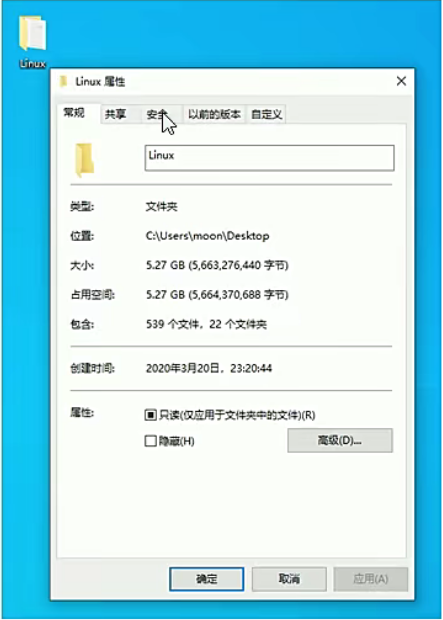 Linux
Linux 属性
常规 共享 安全 以前的版本 自定义
Linux
类型: 文件夹
位置: C:\Users\moon\Desktop
大小: 5.27 GB (5,663,276,440 字节)
占用空间: 5.27 GB (5,664,370,688 字节)
包含: 539 个文件，22 个文件夹
创建时间: 2020年3月20日，23:20:44
属性: 只读(仅应用于文件夹中的文件)(R)
隐藏(H) 高级(D)...
确定 取消 应用(A)